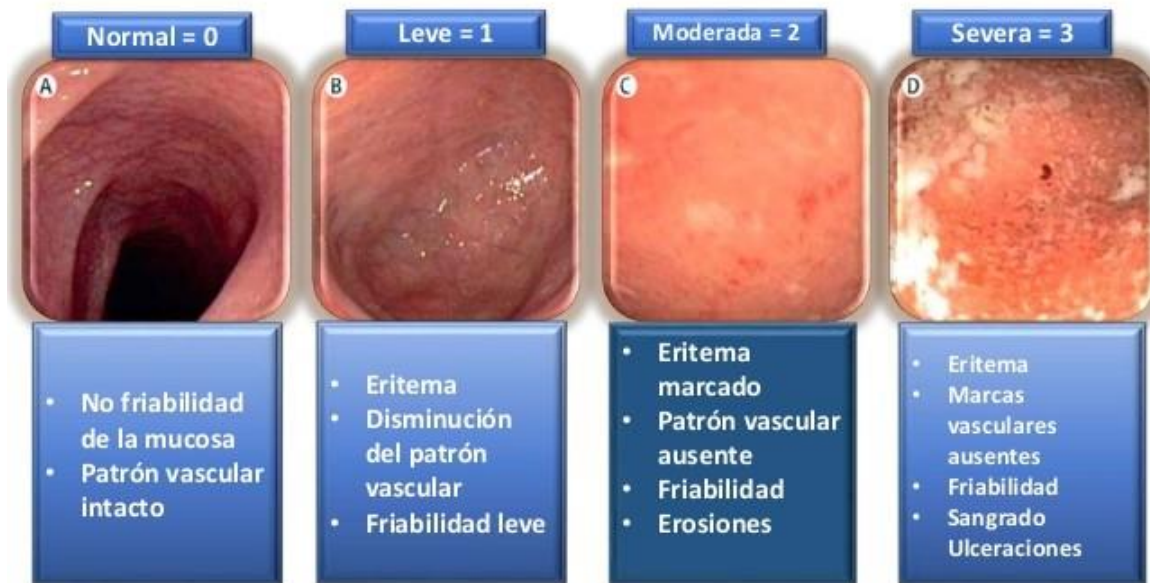 Normal = 0
A
• No friabilidad
de la mucosa
• Patrón vascular
intacto
Leve = 1
B
• Eritema
• Disminución
del patrón
vascular
• Friabilidad leve
Moderada = 2
C
• Eritema
marcado
• Patrón vascular
ausente
• Friabilidad
• Erosiones
Severa = 3
D
• Eritema
• Marcas
vasculares
ausentes
• Friabilidad
• Sangrado
Ulceraciones